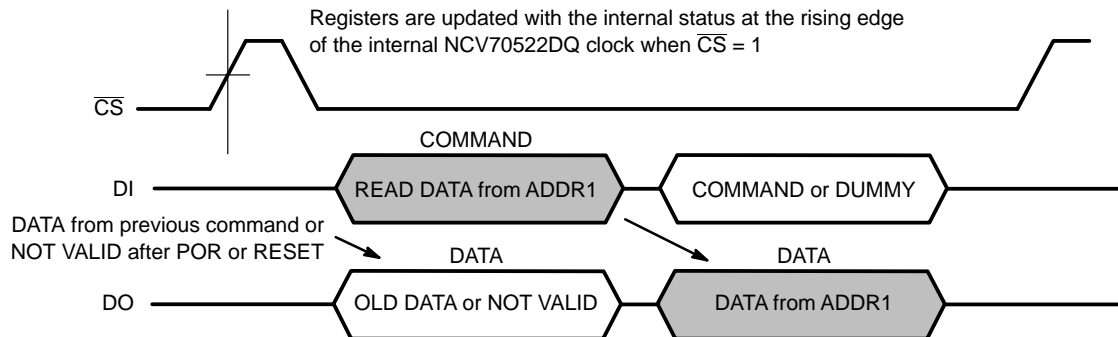 Registers are updated with the internal status at the rising edge
of the internal NCV70522DQ clock when C̅S̅ = 1
C̅S̅
COMMAND
DI
READ DATA from ADDR1
COMMAND or DUMMY
DATA from previous command or
NOT VALID after POR or RESET
DATA
DATA
DO
OLD DATA or NOT VALID
DATA from ADDR1